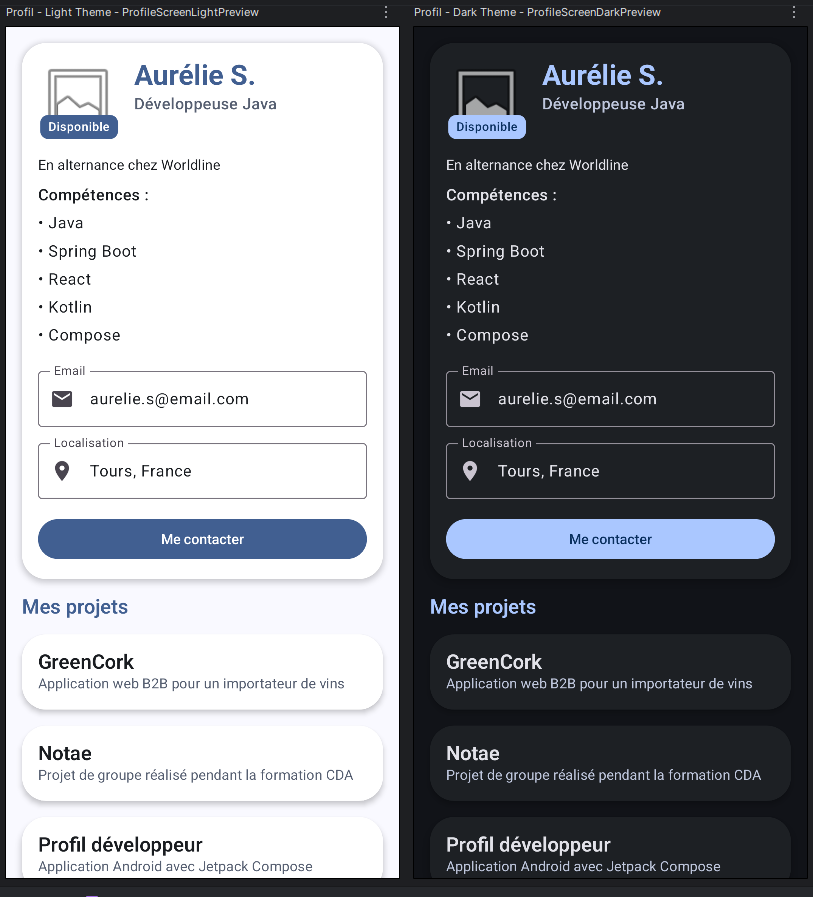 Profil - Light Theme - ProfileScreenLightPreview
Aurélie S.
Développeuse Java
Disponible
En alternance chez Worldline
Compétences :
• Java
• Spring Boot
• React
• Kotlin
• Compose
Email
aurelie.s@email.com
Localisation
Tours, France
Me contacter
Mes projets
GreenCork
Application web B2B pour un importateur de vins
Notae
Projet de groupe réalisé pendant la formation CDA
Profil développeur
Application Android avec Jetpack Compose
Profil - Dark Theme - ProfileScreenDarkPreview
Aurélie S.
Développeuse Java
Disponible
En alternance chez Worldline
Compétences :
• Java
• Spring Boot
• React
• Kotlin
• Compose
Email
aurelie.s@email.com
Localisation
Tours, France
Me contacter
Mes projets
GreenCork
Application web B2B pour un importateur de vins
Notae
Projet de groupe réalisé pendant la formation CDA
Profil développeur
Application Android avec Jetpack Compose